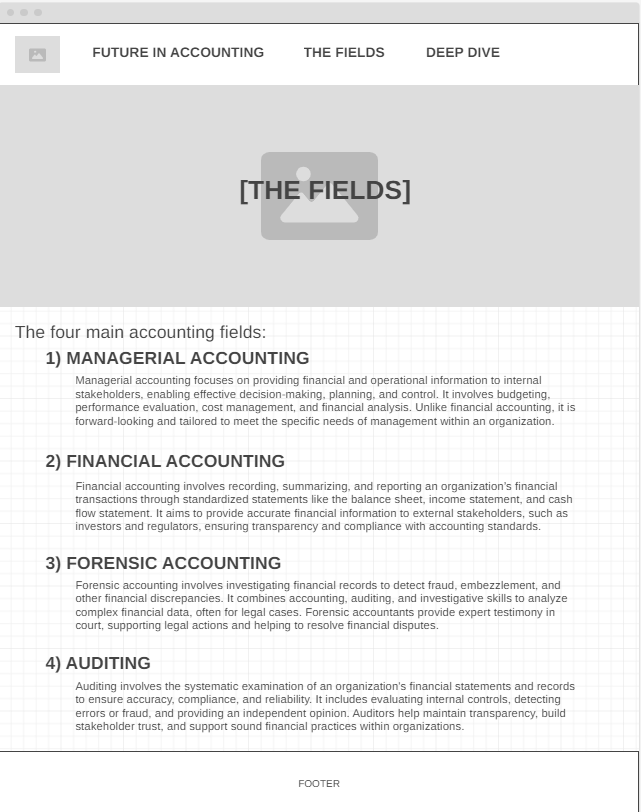 FUTURE IN ACCOUNTING THE FIELDS DEEP DIVE
[THE FIELDS]
The four main accounting fields:
1) MANAGERIAL ACCOUNTING
Managerial accounting focuses on providing financial and operational information to internal
stakeholders, enabling effective decision-making, planning, and control. It involves budgeting,
performance evaluation, cost management, and financial analysis. Unlike financial accounting, it is
forward-looking and tailored to meet the specific needs of management within an organization.
2) FINANCIAL ACCOUNTING
Financial accounting involves recording, summarizing, and reporting an organization's financial
transactions through standardized statements like the balance sheet, income statement, and cash
flow statement. It aims to provide accurate financial information to external stakeholders, such as
investors and regulators, ensuring transparency and compliance with accounting standards.
3) FORENSIC ACCOUNTING
Forensic accounting involves investigating financial records to detect fraud, embezzlement, and
other financial discrepancies. It combines accounting, auditing, and investigative skills to analyze
complex financial data, often for legal cases. Forensic accountants provide expert testimony in
court, supporting legal actions and helping to resolve financial disputes.
4) AUDITING
Auditing involves the systematic examination of an organization's financial statements and records
to ensure accuracy, compliance, and reliability. It includes evaluating internal controls, detecting
errors or fraud, and providing an independent opinion. Auditors help maintain transparency, build
stakeholder trust, and support sound financial practices within organizations.
FOOTER